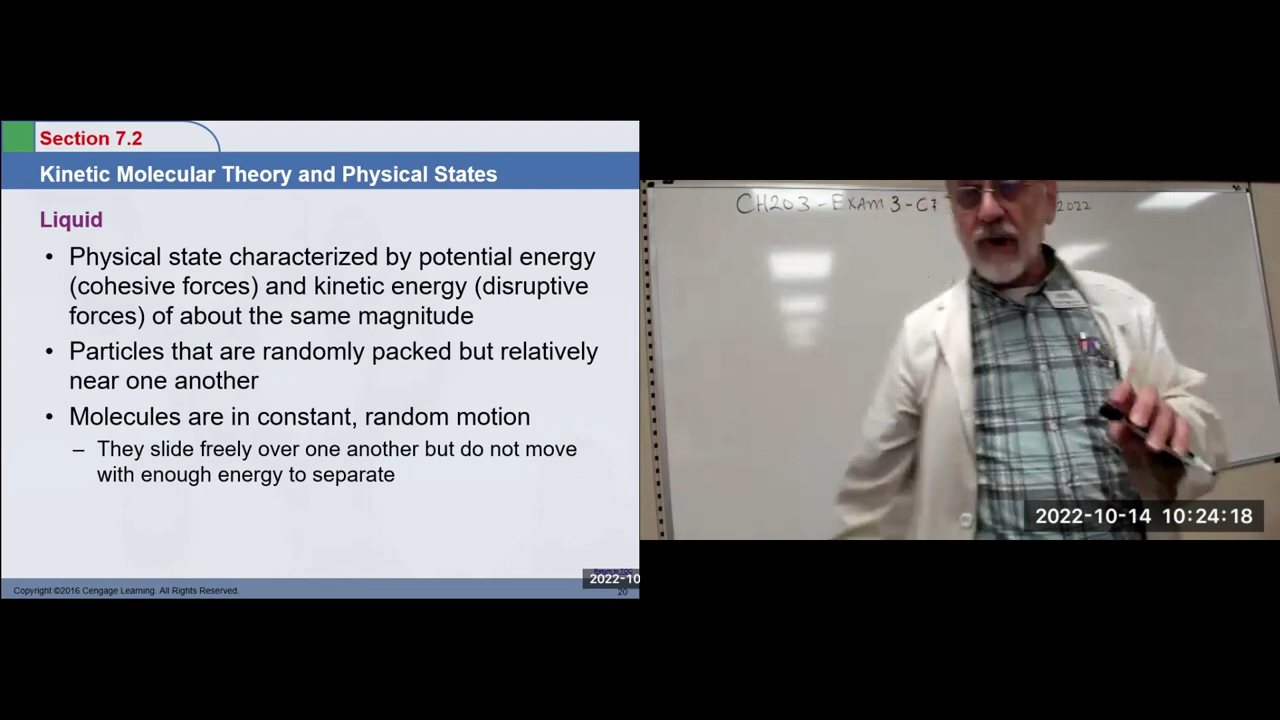 Section 7.2
Kinetic Molecular Theory and Physical States
Liquid
• Physical state characterized by potential energy
(cohesive forces) and kinetic energy (disruptive
forces) of about the same magnitude
• Particles that are randomly packed but relatively
near one another
• Molecules are in constant, random motion
– They slide freely over one another but do not move
with enough energy to separate
Copyright ©2016 Cengage Learning. All Rights Reserved.
2022-10
20
CH203 - EXAM 3 - C7 2022
2022-10-14 10:24:18